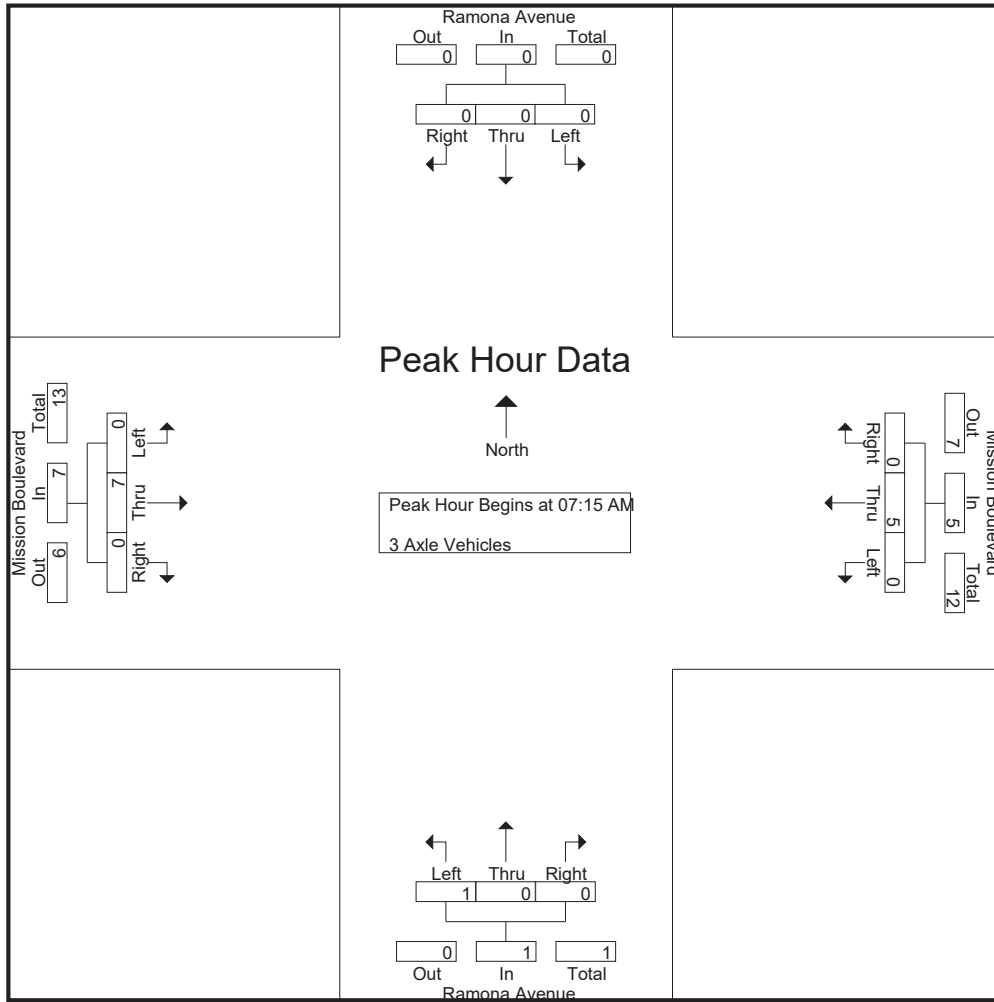 Ramona Avenue
Out In Total
0 0 0
0 0 0
Right Thru Left
Peak Hour Data
North
Peak Hour Begins at 07:15 AM
3 Axle Vehicles
Mission Boulevard
Out In Total
6 7 13
Left Thru Right
0 7 0
Mission Boulevard
Out In Total
7 5 12
Right Thru Left
0 5 0
Left Thru Right
1 0 0
0 1 1
Out In Total
Ramona Avenue